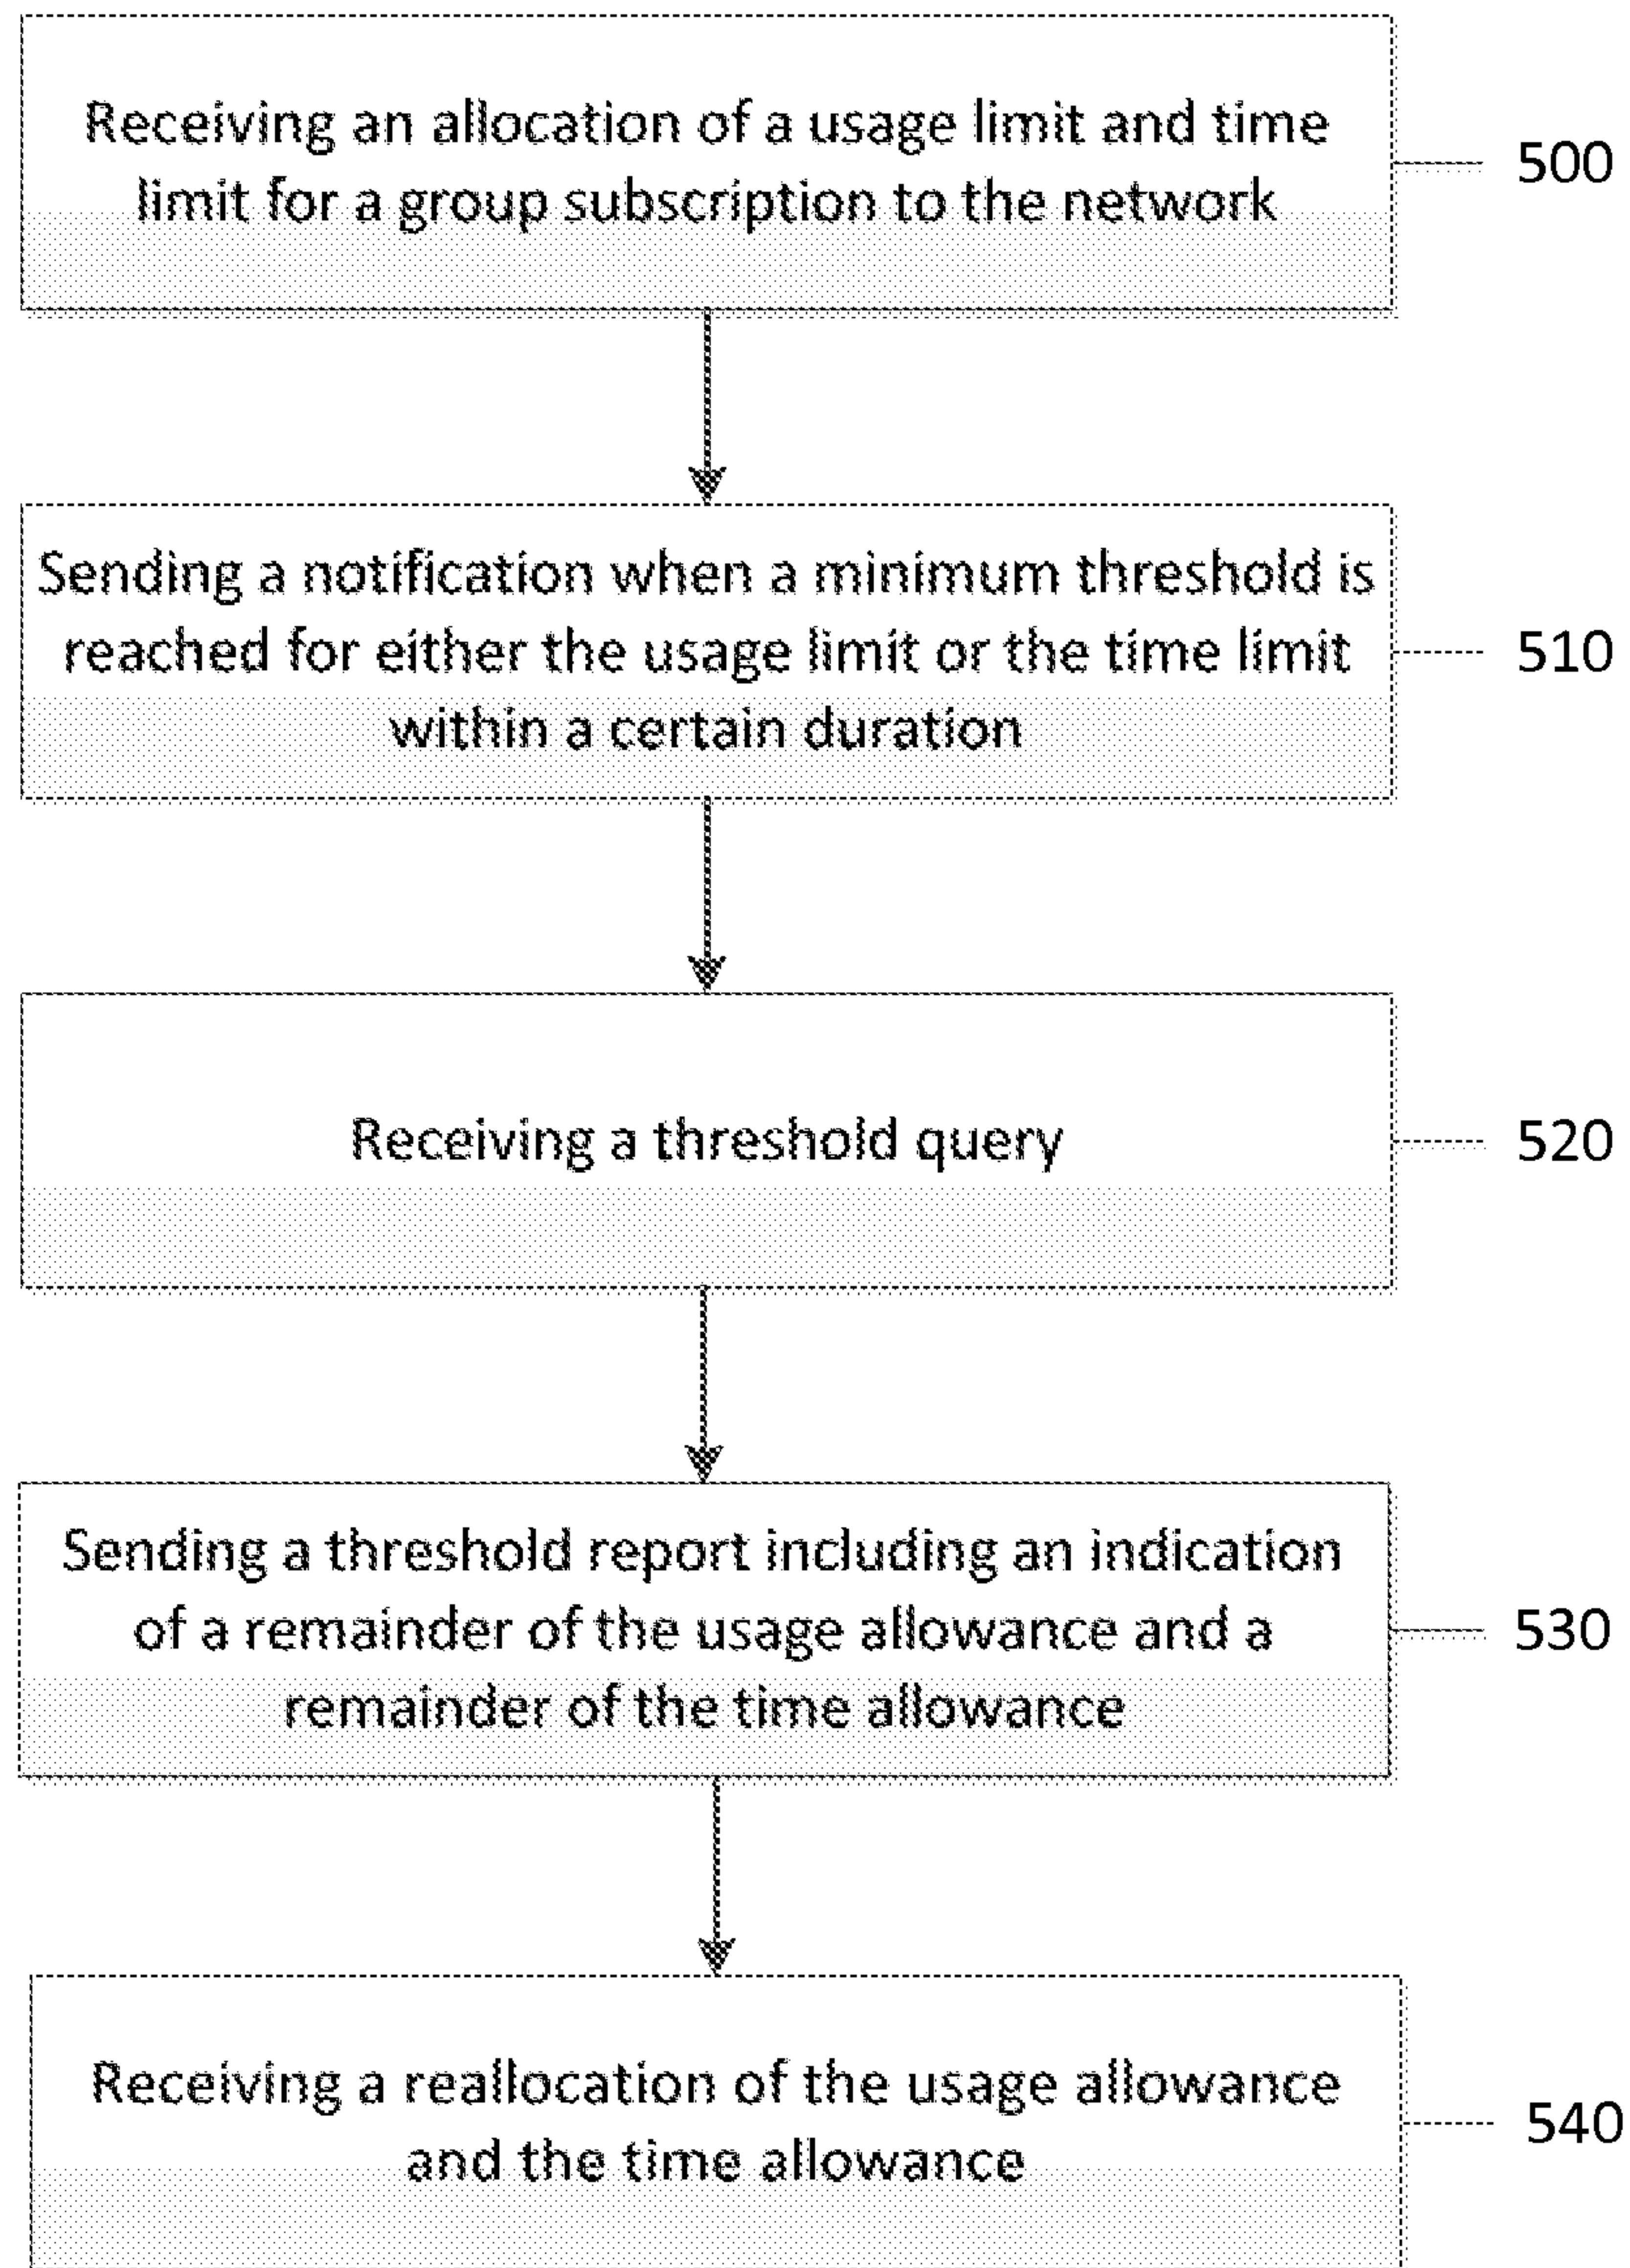 Receiving an allocation of a usage limit and time
limit for a group subscription to the network
500
Sending a notification when a minimum threshold is
reached for either the usage limit or the time limit
within a certain duration
510
Receiving a threshold query
520
Sending a threshold report including an indication
of a remainder of the usage allowance and a
remainder of the time allowance
530
Receiving a reallocation of the usage allowance
and the time allowance
540